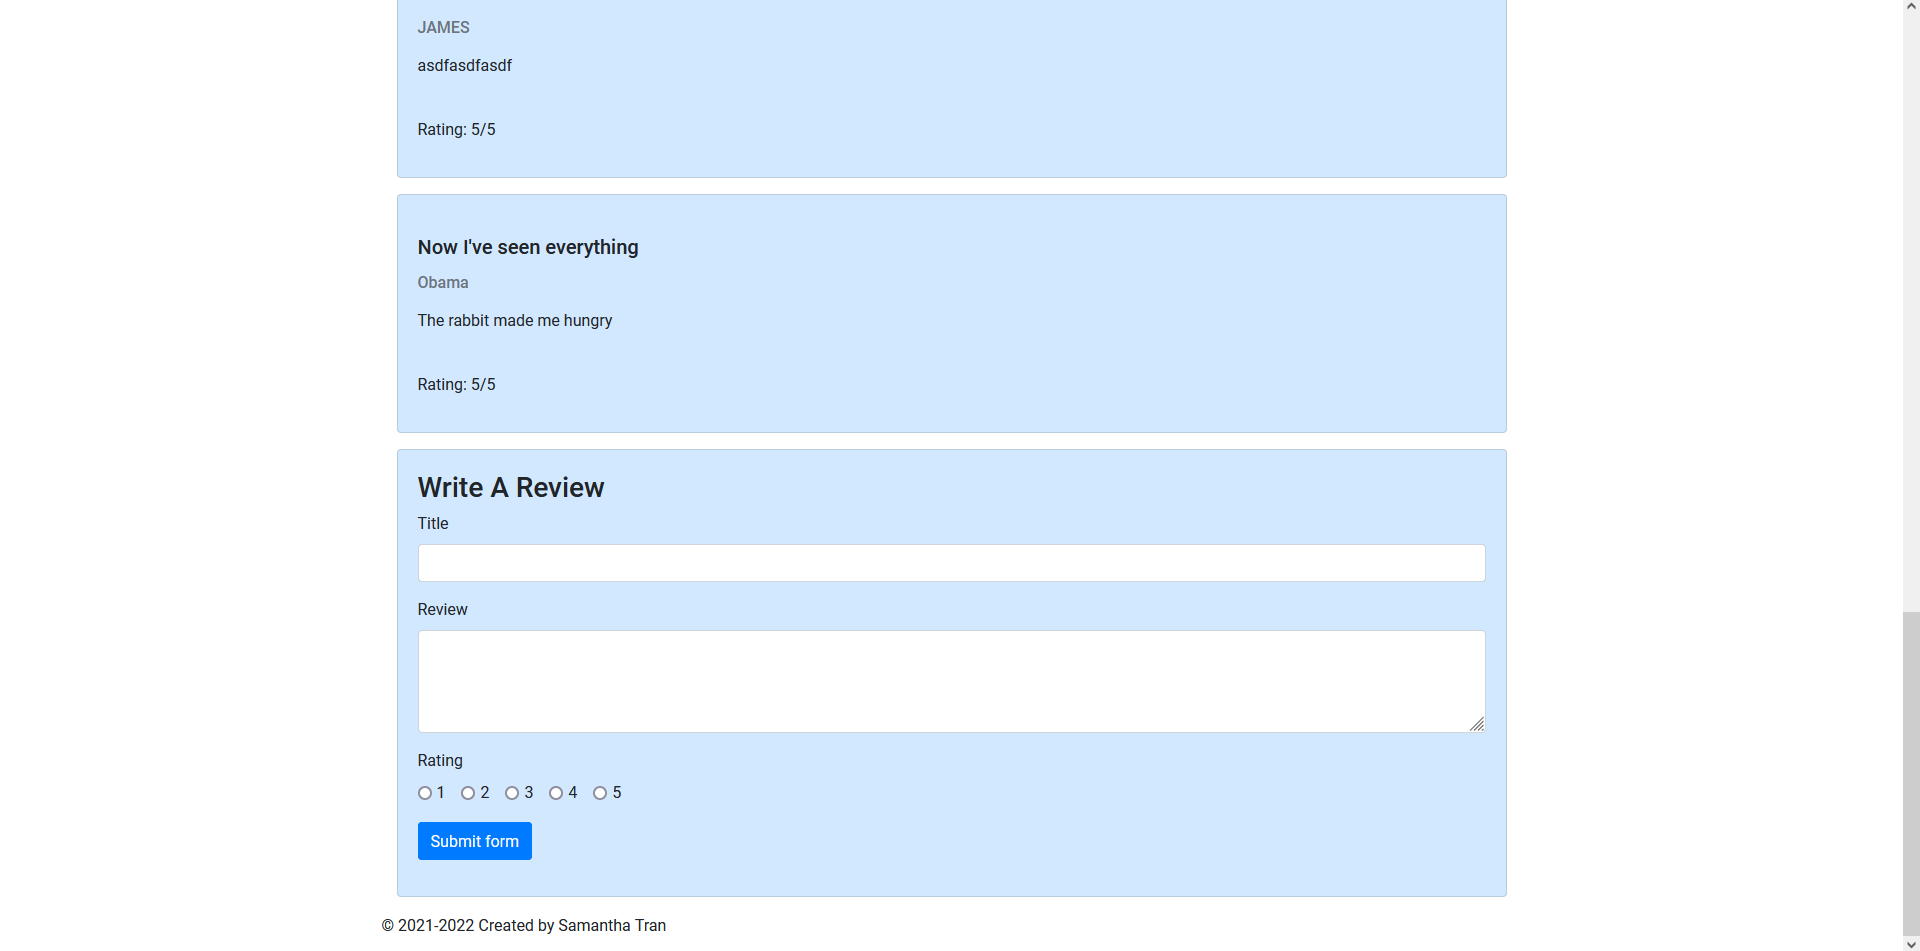 JAMES
asdfasdfasdf
Rating: 5/5
Now I've seen everything
Obama
The rabbit made me hungry
Rating: 5/5
Write A Review
Title
Review
Rating
1 2 3 4 5
Submit form
© 2021-2022 Created by Samantha Tran